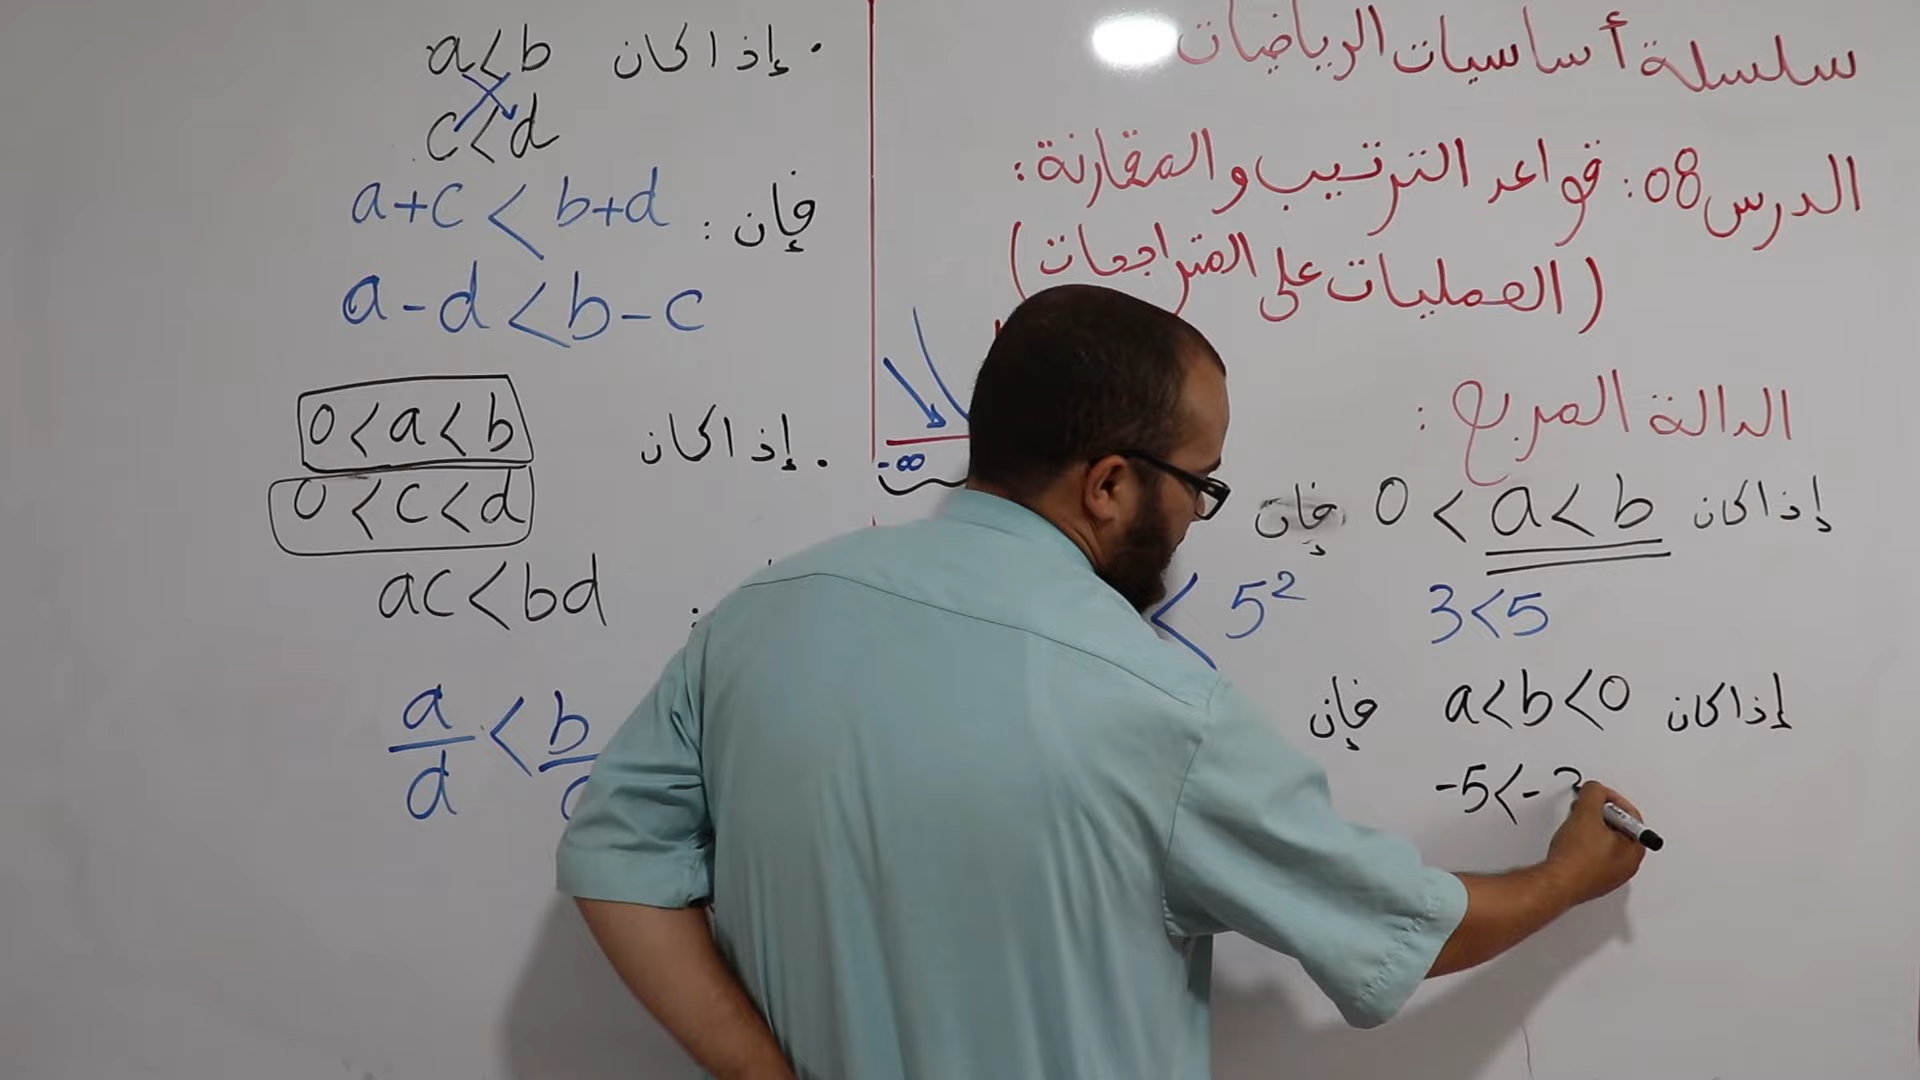 سلسلة أساسيات الرياضيات
الدرس 08: قواعد الترتيب والمقارنة:
(العمليات على المتراجحات)
الدالة المربع:
إذا كان 0 < a < b فإن
3 < 5
< 5²
إذا كان a < b < 0 فإن
-5 < -
-∞
. إذا كان a < b
c < d
فإن: a+c < b+d
a-d < b-c
. إذا كان 0 < a < b
0 < c < d
: ac < bd
a/d < b/